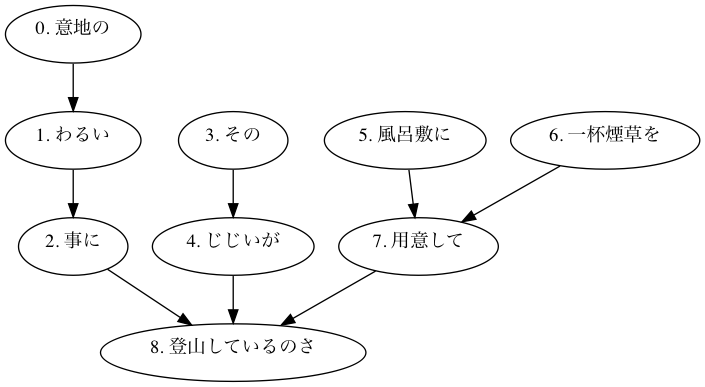 0. 意地の
1. わるい
3. その
5. 風呂敷に
6. 一杯煙草を
2. 事に
4. じじいが
7. 用意して
8. 登山しているのさ